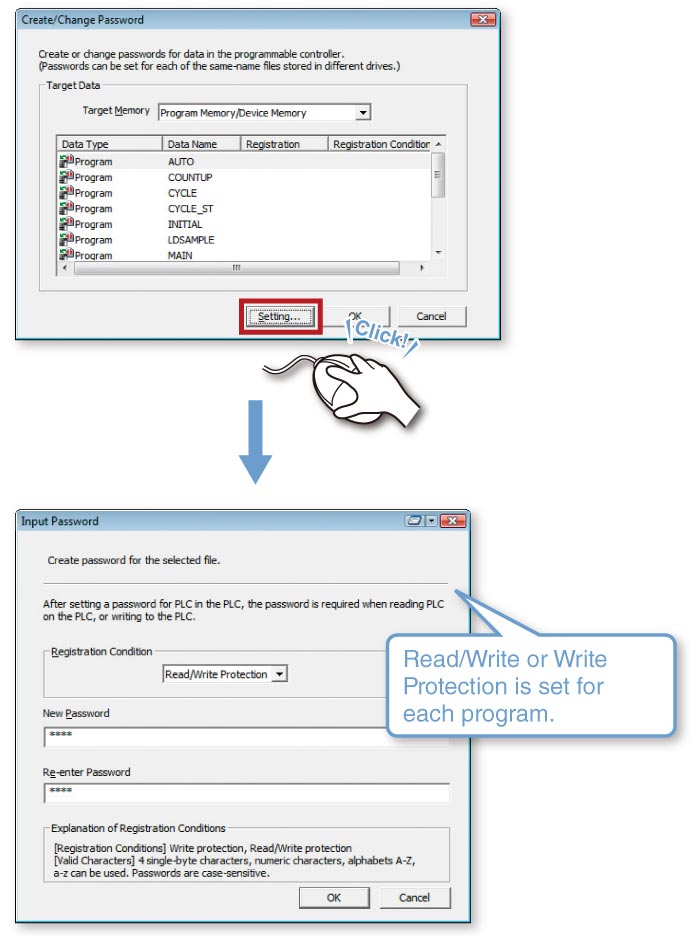 Create/Change Password
Create or change passwords for data in the programmable controller.
(Passwords can be set for each of the same-name files stored in different drives.)
Target Data
Target Memory Program Memory/Device Memory
Data Type Data Name Registration Registration Condition
Program AUTO
Program COUNTUP
Program CYCLE
Program CYCLE_ST
Program INITIAL
Program LDSAMPLE
Program MAIN
Setting... OK Cancel
Click!
Input Password
Create password for the selected file.
After setting a password for PLC in the PLC, the password is required when reading PLC
on the PLC, or writing to the PLC.
Registration Condition
Read/Write Protection
Read/Write or Write
Protection is set for
each program.
New Password
****
Re-enter Password
****
Explanation of Registration Conditions
[Registration Conditions] Write protection, Read/Write protection
[Valid Characters] 4 single-byte characters, numeric characters, alphabets A-Z,
a-z can be used. Passwords are case-sensitive.
OK Cancel